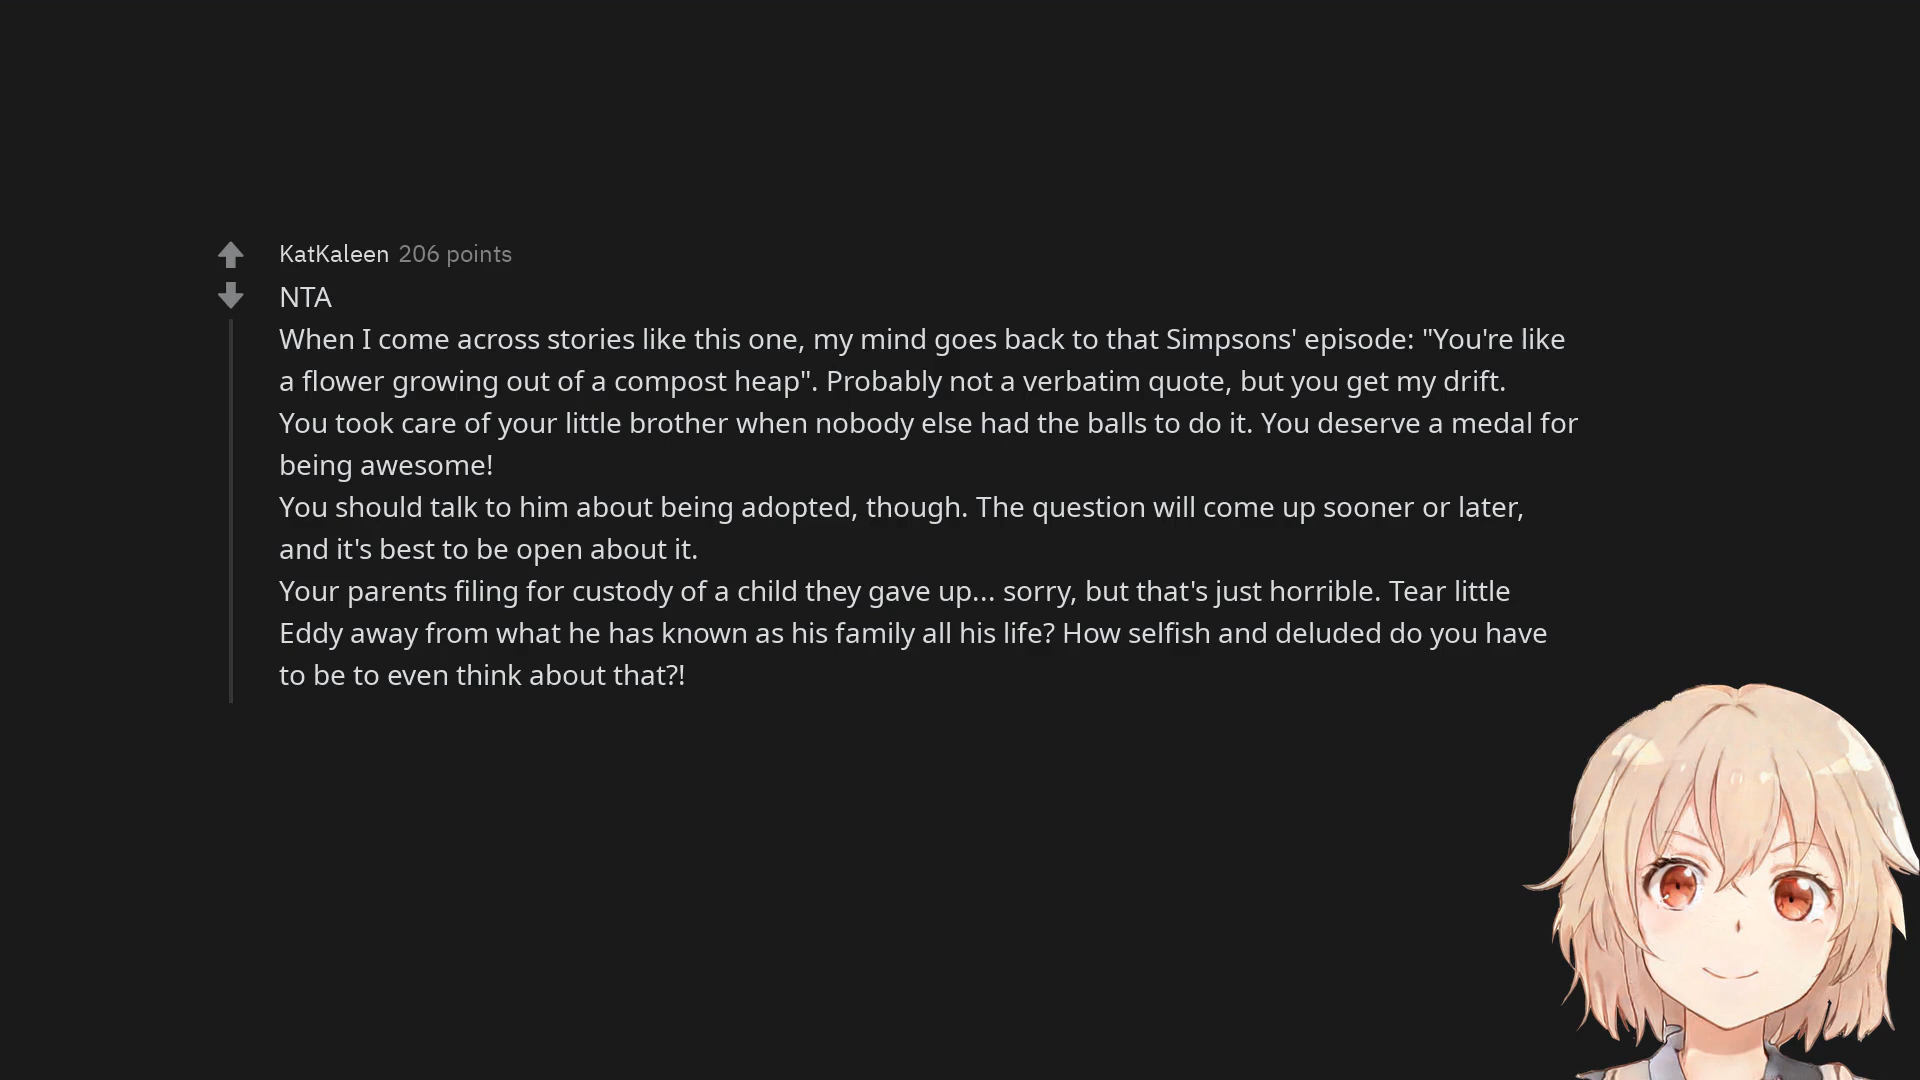 KatKaleen 206 points
NTA
When I come across stories like this one, my mind goes back to that Simpsons' episode: "You're like
a flower growing out of a compost heap". Probably not a verbatim quote, but you get my drift.
You took care of your little brother when nobody else had the balls to do it. You deserve a medal for
being awesome!
You should talk to him about being adopted, though. The question will come up sooner or later,
and it's best to be open about it.
Your parents filing for custody of a child they gave up... sorry, but that's just horrible. Tear little
Eddy away from what he has known as his family all his life? How selfish and deluded do you have
to be to even think about that?!